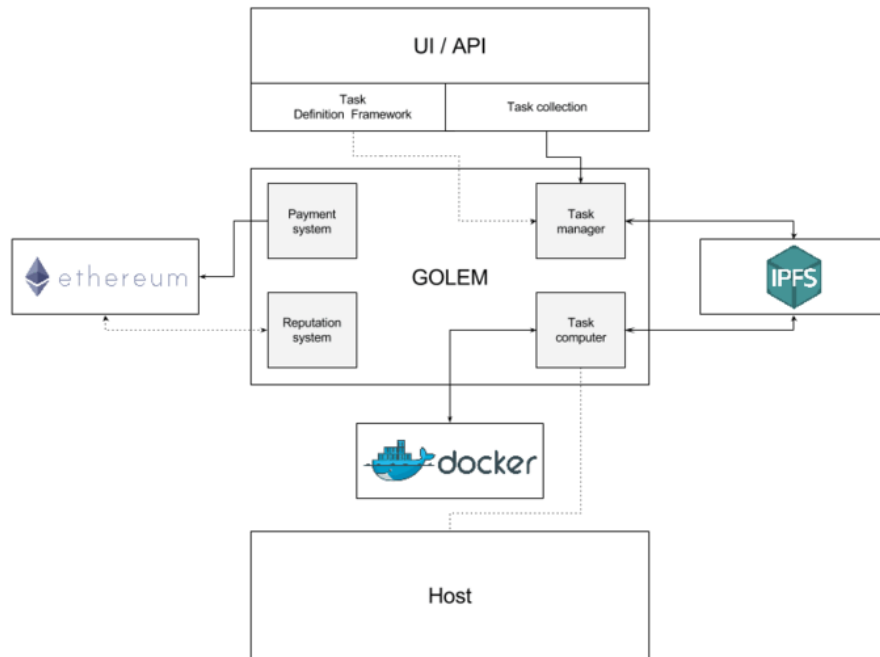 UI / API
Task
Definition Framework
Task collection
Payment
system
Task
manager
ethereum
GOLEM
IPFS
Reputation
system
Task
computer
docker
Host